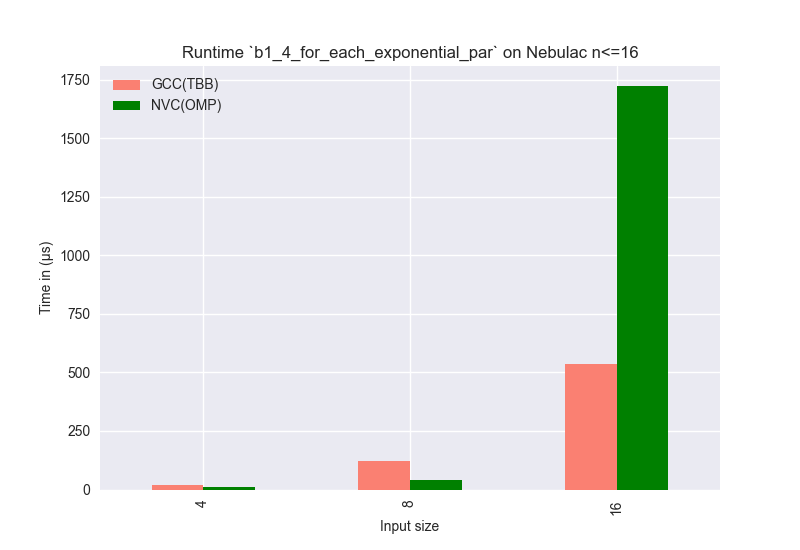 Runtime `b1_4_for_each_exponential_par` on Nebulac n<=16
GCC(TBB)
NVC(OMP)
Time in (μs)
1750
1500
1250
1000
750
500
250
0
4
8
16
Input size